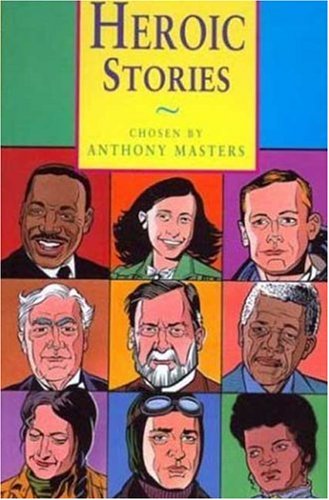 HEROIC
STORIES
~
CHOSEN BY
ANTHONY MASTERS